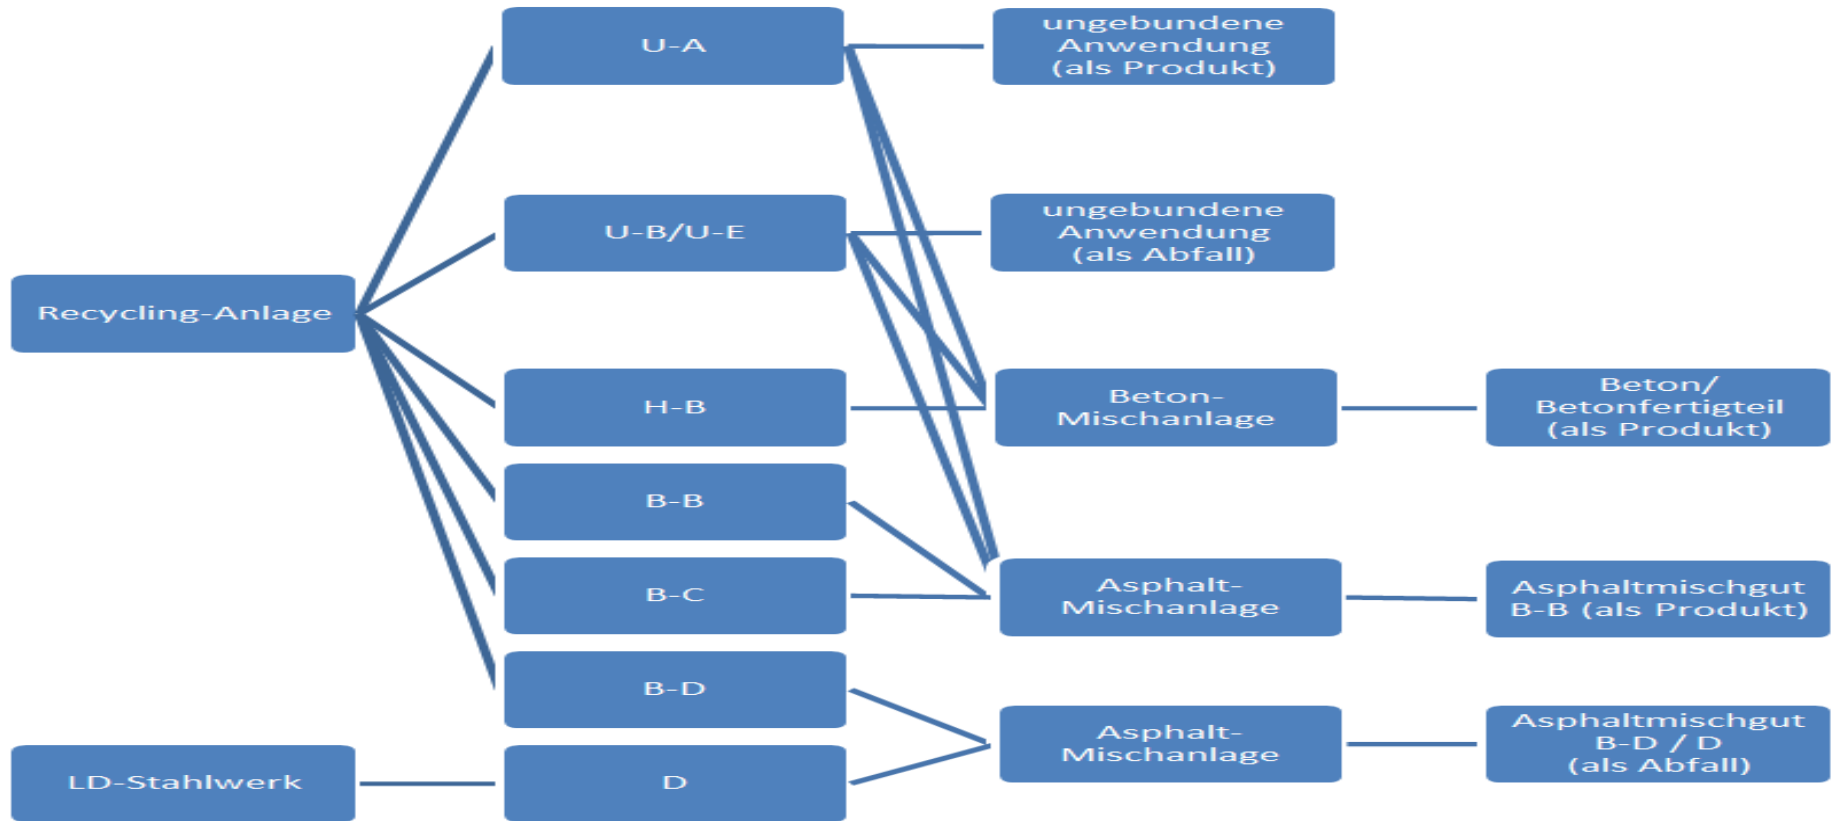 U-A
ungebundene
Anwendung
(als Produkt)
U-B/U-E
ungebundene
Anwendung
(als Abfall)
Recycling-Anlage
H-B
Beton-
Mischanlage
Beton/
Betonfertigteil
(als Produkt)
B-B
B-C
Asphalt-
Mischanlage
Asphaltmischgut
B-B (als Produkt)
B-D
Asphalt-
Mischanlage
Asphaltmischgut
B-D / D
(als Abfall)
LD-Stahlwerk
D